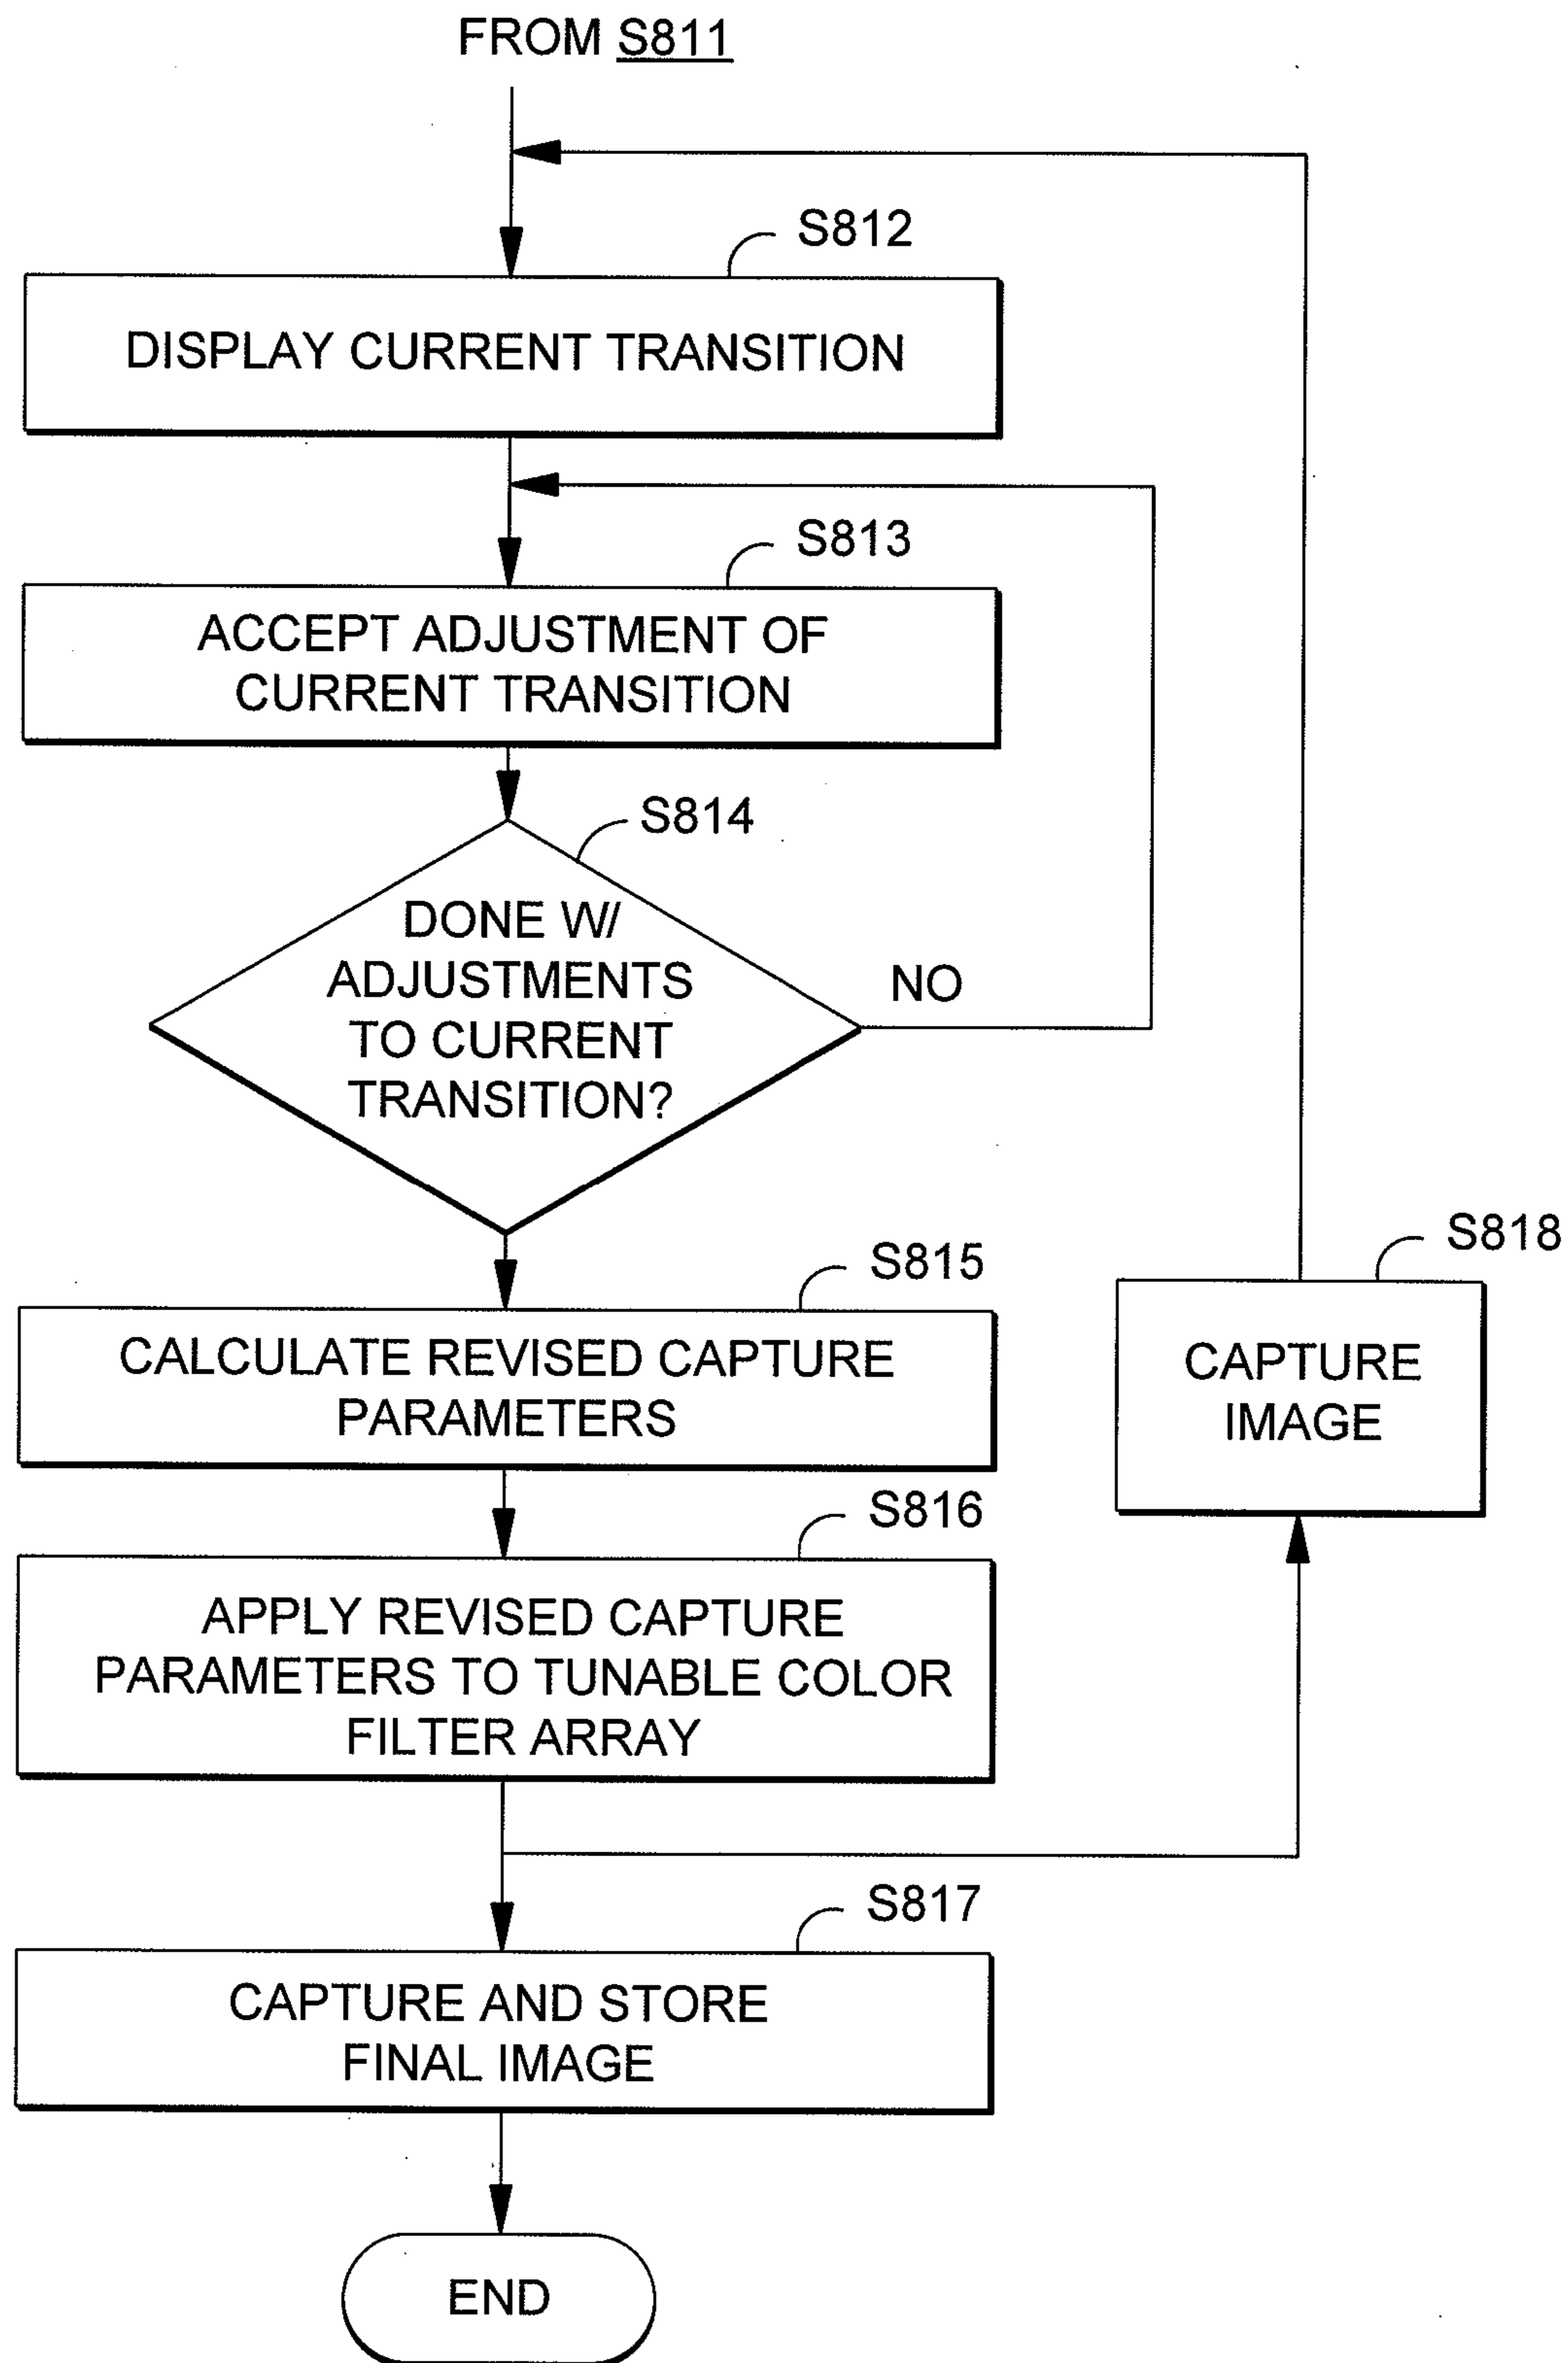 FROM S811
S812
DISPLAY CURRENT TRANSITION
S813
ACCEPT ADJUSTMENT OF
CURRENT TRANSITION
S814
DONE W/
ADJUSTMENTS
TO CURRENT
TRANSITION?
NO
S815
CALCULATE REVISED CAPTURE
PARAMETERS
S818
CAPTURE
IMAGE
S816
APPLY REVISED CAPTURE
PARAMETERS TO TUNABLE COLOR
FILTER ARRAY
S817
CAPTURE AND STORE
FINAL IMAGE
END